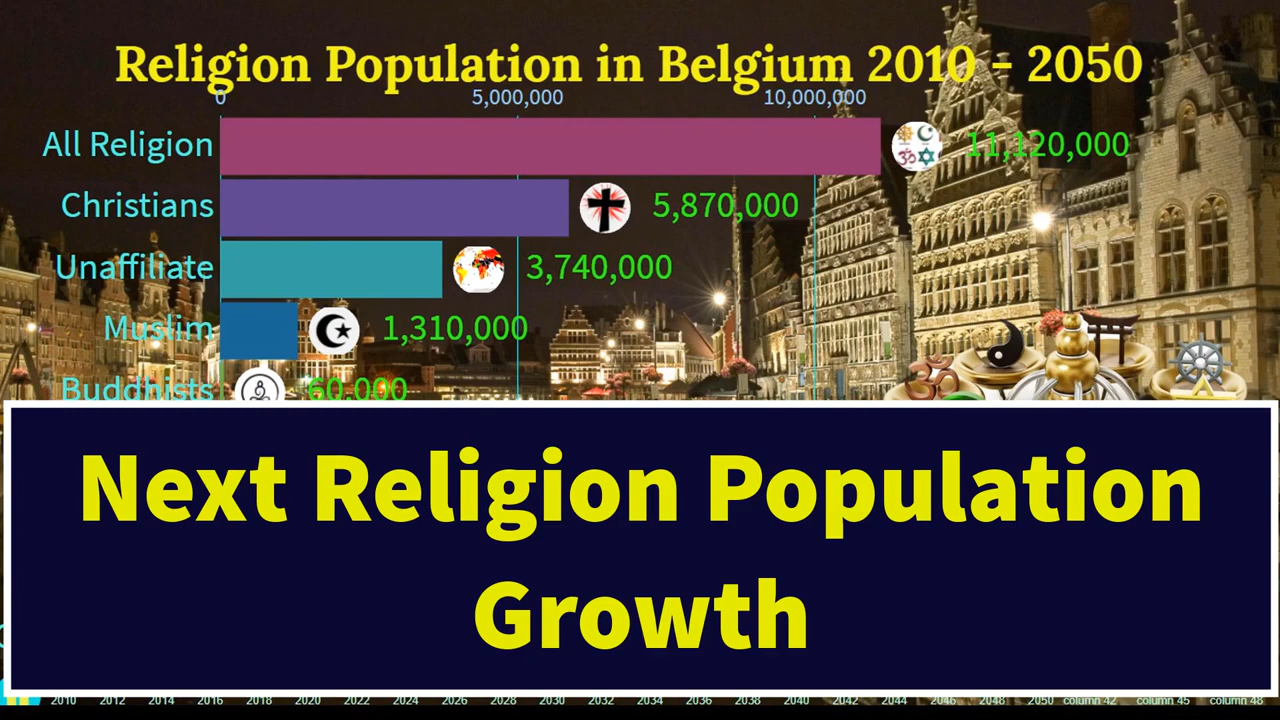 Religion Population in Belgium 2010 - 2050
0 5,000,000 10,000,000
All Religion 11,120,000
Christians 5,870,000
Unaffiliate 3,740,000
Muslim 1,310,000
Buddhists 60,000
Next Religion Population
Growth
2010 2012 2014 2016 2018 2020 2022 2024 2026 2028 2030 2032 2034 2036 2038 2040 2042 2044 2046 2048 2050 column 42 column 45 column 48